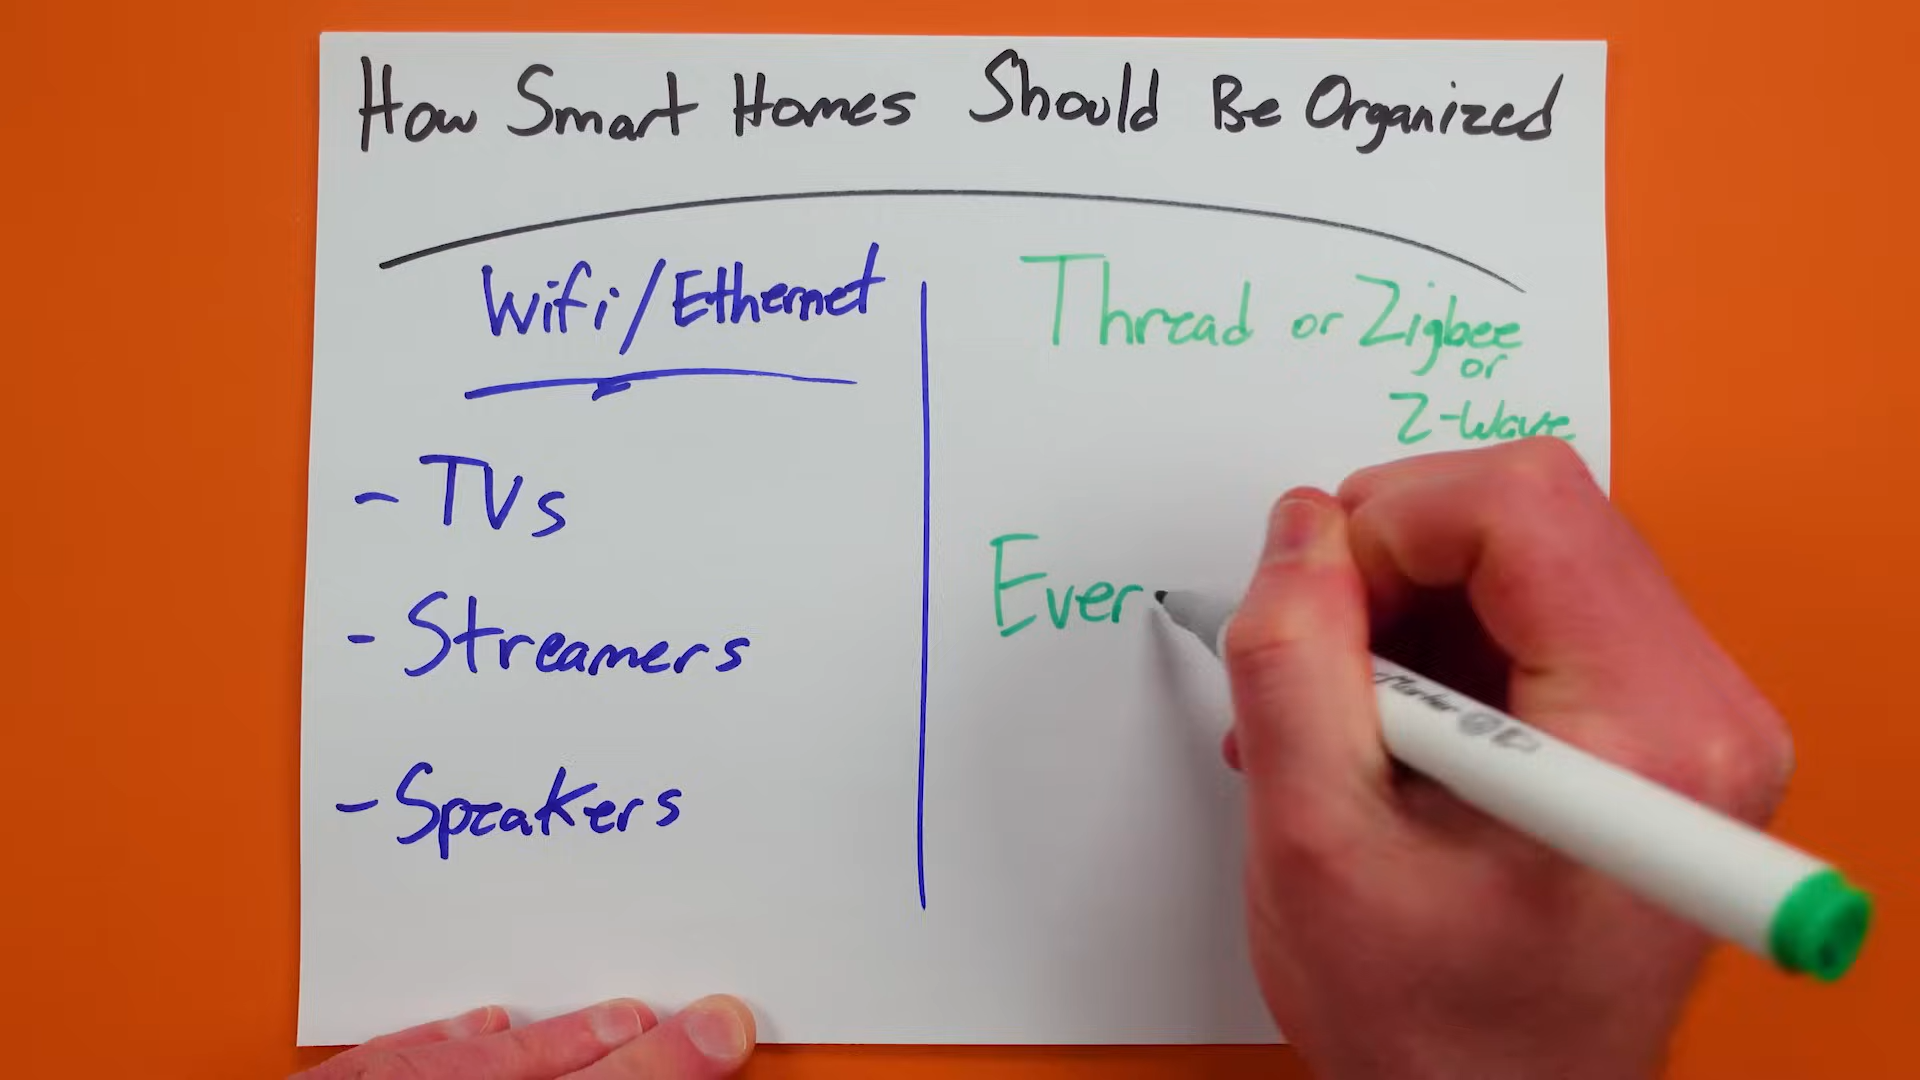 How Smart Homes Should Be Organized
Wifi/Ethernet
- TVs
- Streamers
- Speakers
Thread or Zigbee
or
Z-Wave
Ever